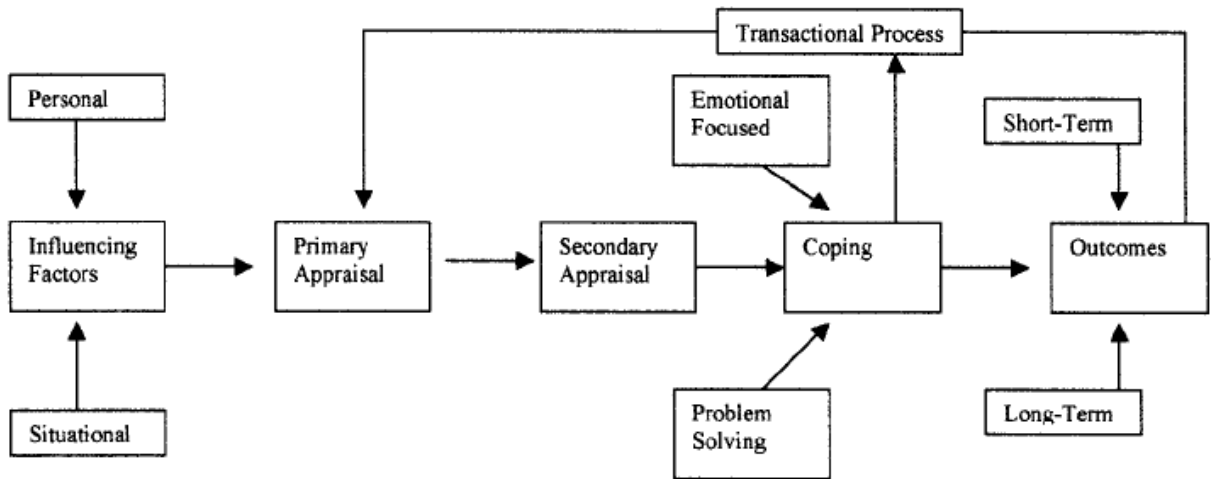 Transactional Process
Personal
Emotional
Focused
Short-Term
Influencing
Factors
Primary
Appraisal
Secondary
Appraisal
Coping
Outcomes
Situational
Problem
Solving
Long-Term